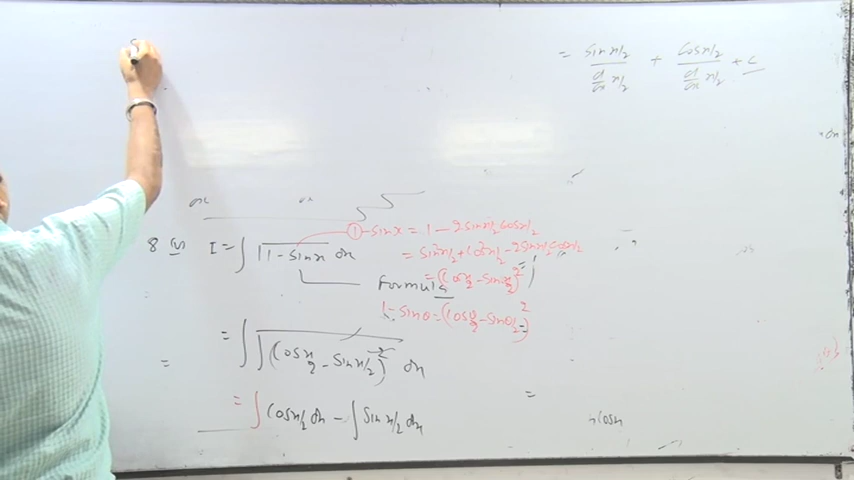 = sin x/2 / d/dx x/2 + cos x/2 / d/dx x/2 + c
8 I = ∫ √1 - sin x dx
1 - sin x = 1 - 2 sin x/2 cos x/2
= sin² x/2 + cos² x/2 - 2 sin x/2 cos x/2
= (cos x/2 - sin x/2)²
Formula
1 - sin θ = (cos θ/2 - sin θ/2)²
= ∫ √(cos x/2 - sin x/2)² dx
= ∫ cos x/2 dx - ∫ sin x/2 dx
=
=